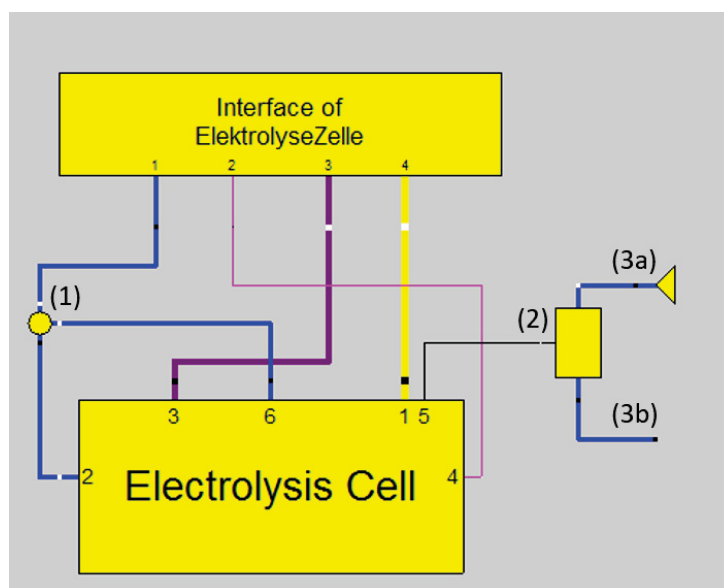 Interface of
ElektrolyseZelle
1 2 3 4
(3a)
(1)
(2)
(3b)
3 6 1 5
2 Electrolysis Cell 4